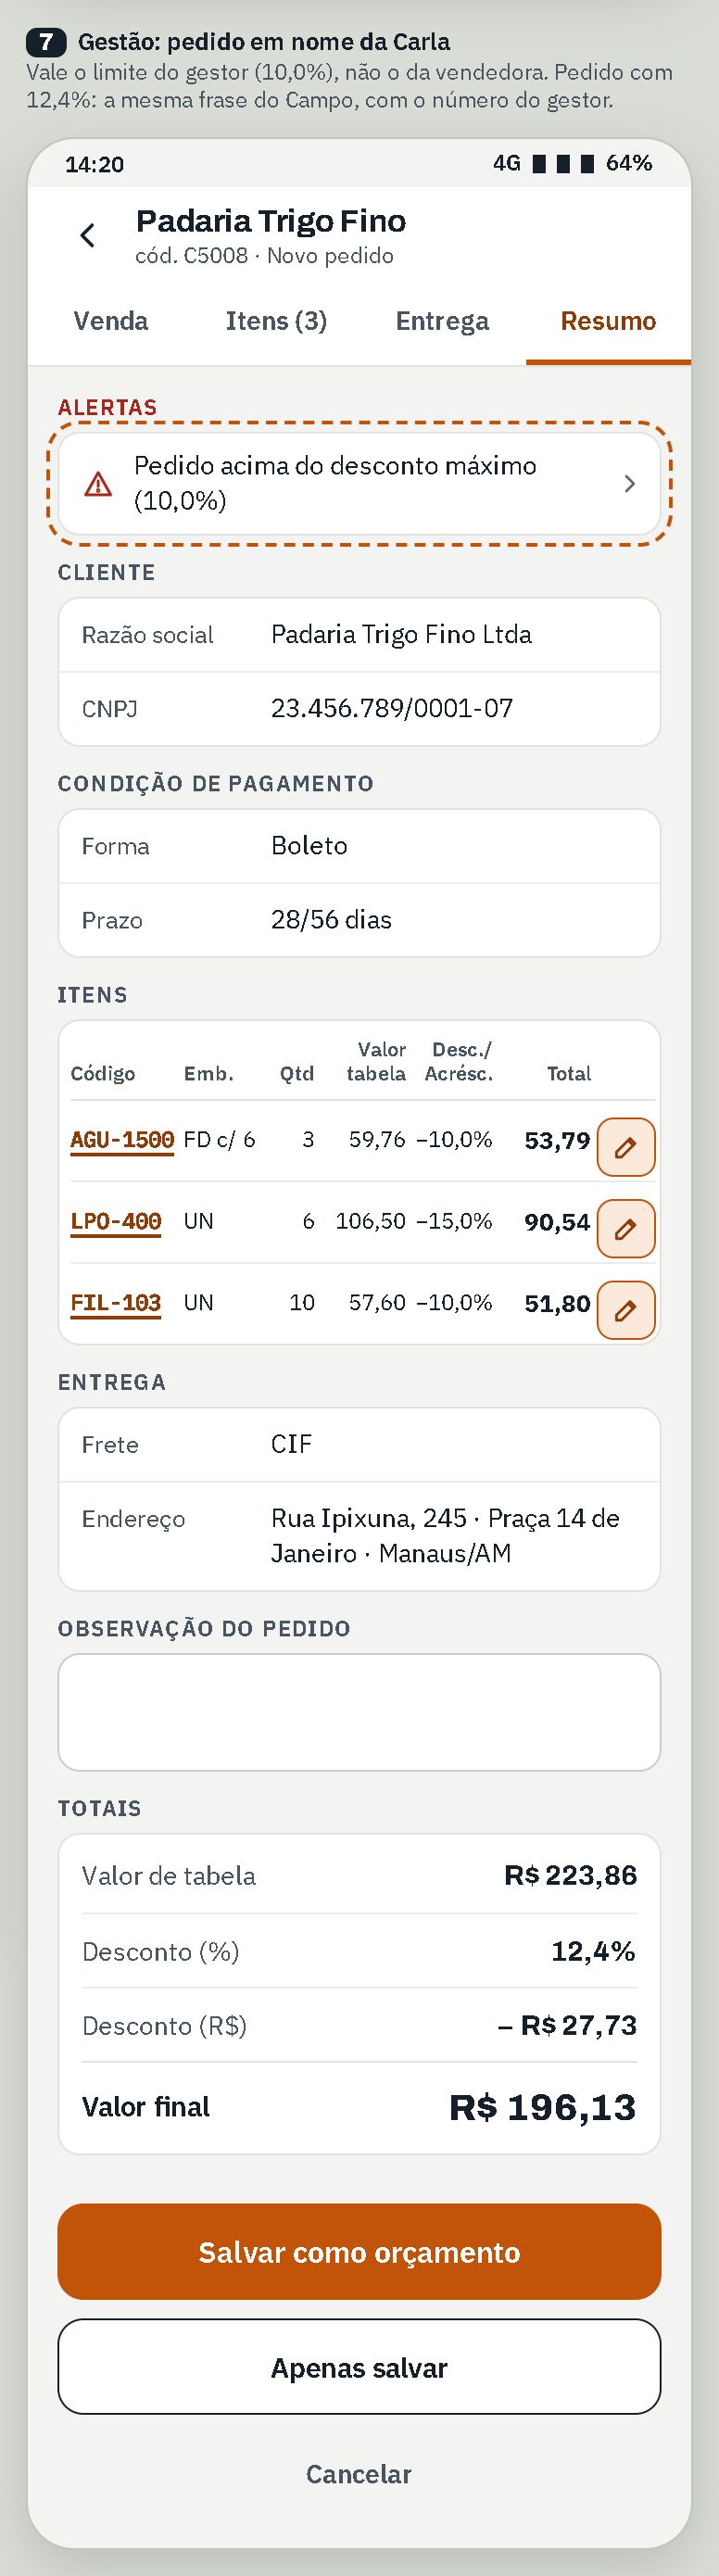 7 Gestão: pedido em nome da Carla
Vale o limite do gestor (10,0%), não o da vendedora. Pedido com
12,4%: a mesma frase do Campo, com o número do gestor.
14:20 4G 64%
Padaria Trigo Fino
cód. C5008 · Novo pedido
Venda Itens (3) Entrega Resumo
ALERTAS
Pedido acima do desconto máximo
(10,0%)
CLIENTE
Razão social Padaria Trigo Fino Ltda
CNPJ 23.456.789/0001-07
CONDIÇÃO DE PAGAMENTO
Forma Boleto
Prazo 28/56 dias
ITENS
Valor Desc./
Código Emb. Qtd tabela Acrésc. Total
AGU-1500 FD c/ 6 3 59,76 −10,0% 53,79
LPO-400 UN 6 106,50 −15,0% 90,54
FIL-103 UN 10 57,60 −10,0% 51,80
ENTREGA
Frete CIF
Endereço Rua Ipixuna, 245 · Praça 14 de
Janeiro · Manaus/AM
OBSERVAÇÃO DO PEDIDO
TOTAIS
Valor de tabela R$ 223,86
Desconto (%) 12,4%
Desconto (R$) – R$ 27,73
Valor final R$ 196,13
Salvar como orçamento
Apenas salvar
Cancelar